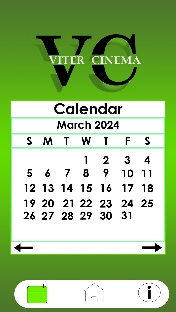 VC
VITER CINEMA
Calendar
March 2024
S M T W T F S
1 2 3 4
5 6 7 8 9 10 11
12 13 14 15 16 17 18
19 20 21 22 23 24 25
26 27 28 29 30 31
i